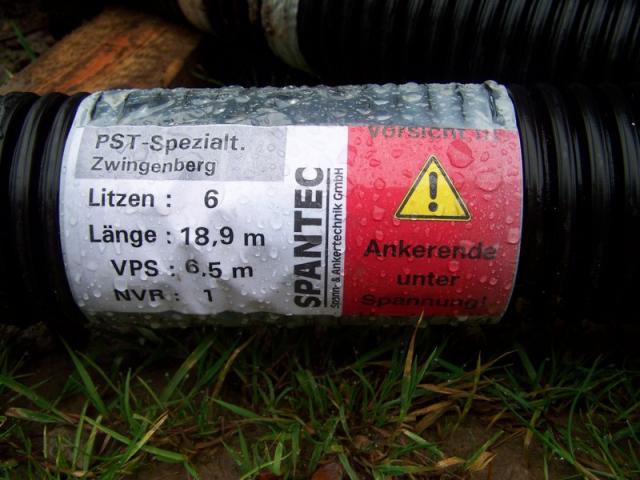 PST-Spezialt.
Zwingenberg
Litzen : 6
Länge : 18,9 m
VPS : 6.5 m
NVR : 1
SPANTEC
Spann- & Ankertechnik GmbH
Vorsicht
Ankerende
unter
Spannung!